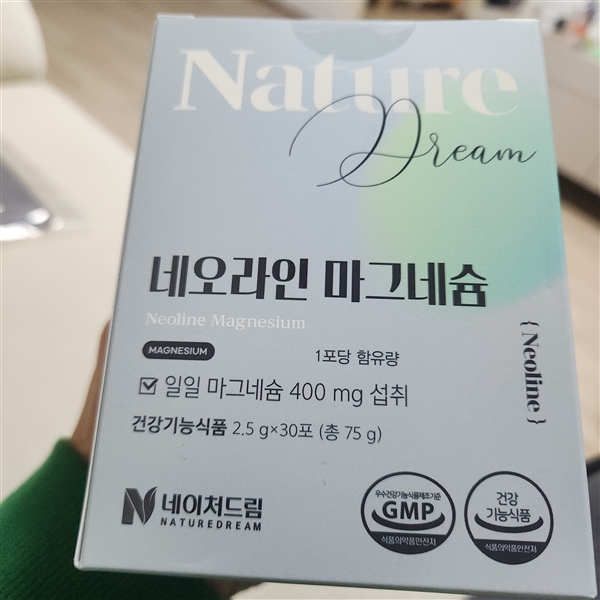 Nature
Dream
네오라인 마그네슘
Neoline Magnesium
MAGNESIUM
1포당 함유량
일일 마그네슘 400 mg 섭취
건강기능식품 2.5 g×30포 (총 75 g)
{ Neoline }
네이처드림
NATUREDREAM
우수건강기능식품제조기준
GMP
식품의약품안전처
건강
기능식품
식품의약품안전처